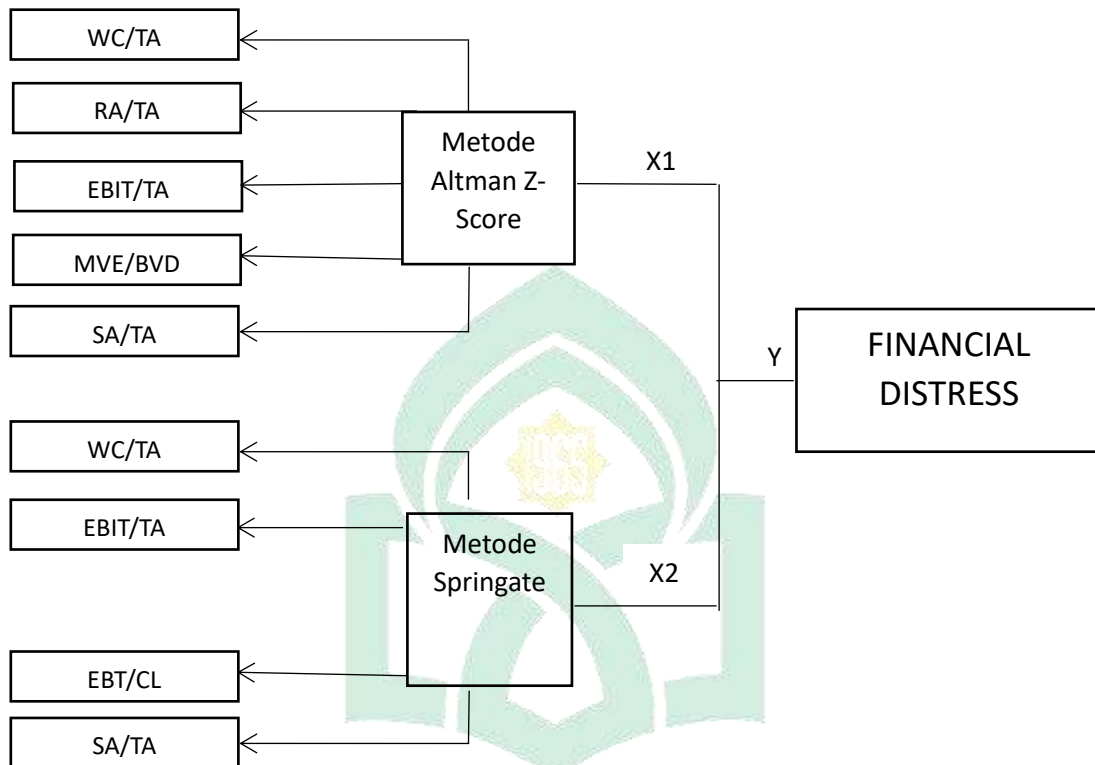 WC/TA
RA/TA
EBIT/TA
MVE/BVD
SA/TA
Metode
Altman Z-
Score
X1
Y
FINANCIAL
DISTRESS
WC/TA
EBIT/TA
EBT/CL
SA/TA
Metode
Springate
X2